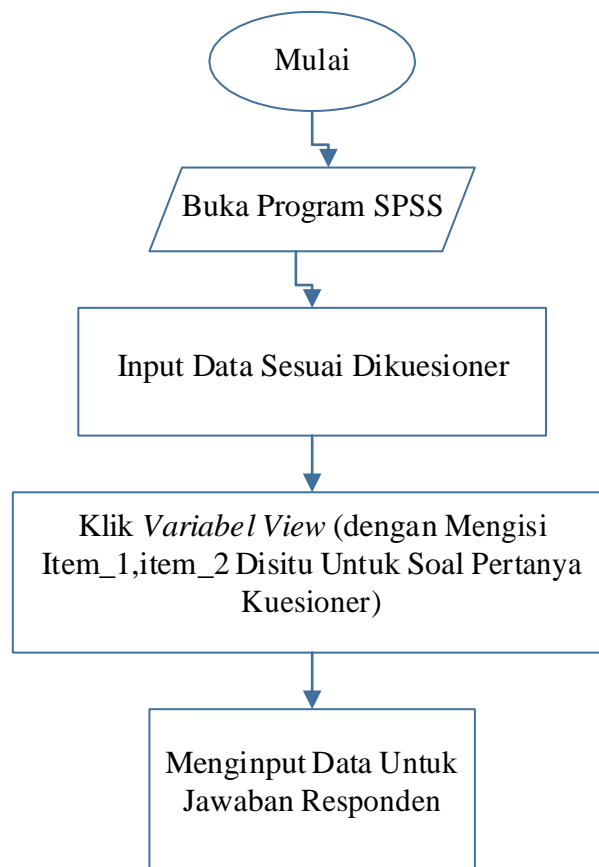 Mulai
Buka Program SPSS
Input Data Sesuai Dikuesioner
Klik Variabel View (dengan Mengisi
Item_1,item_2 Disitu Untuk Soal Pertanya
Kuesioner)
Menginput Data Untuk
Jawaban Responden